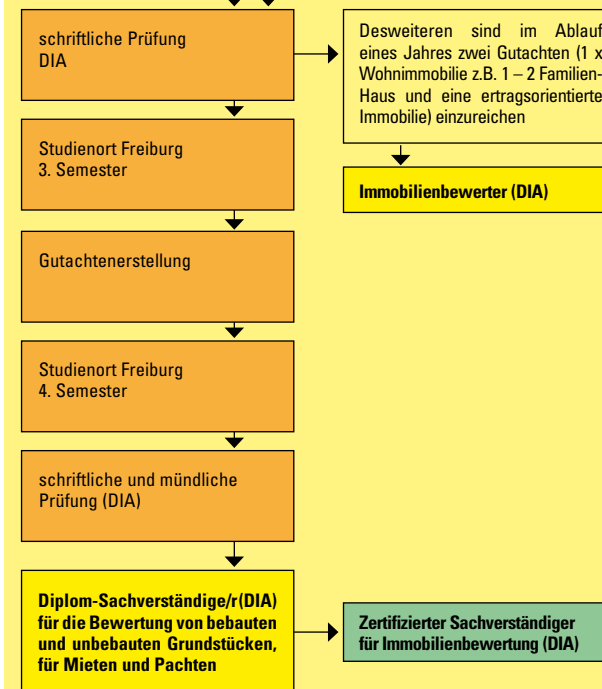 schriftliche Prüfung
DIA
Desweiteren sind im Ablauf
eines Jahres zwei Gutachten (1 x
Wohnimmobilie z.B. 1 – 2 Familien-
Haus und eine ertragsorientierte
Immobilie) einzureichen
Studienort Freiburg
3. Semester
Immobilienbewerter (DIA)
Gutachtenerstellung
Studienort Freiburg
4. Semester
schriftliche und mündliche
Prüfung (DIA)
Diplom-Sachverständige/r(DIA)
für die Bewertung von bebauten
und unbebauten Grundstücken,
für Mieten und Pachten
Zertifizierter Sachverständiger
für Immobilienbewertung (DIA)